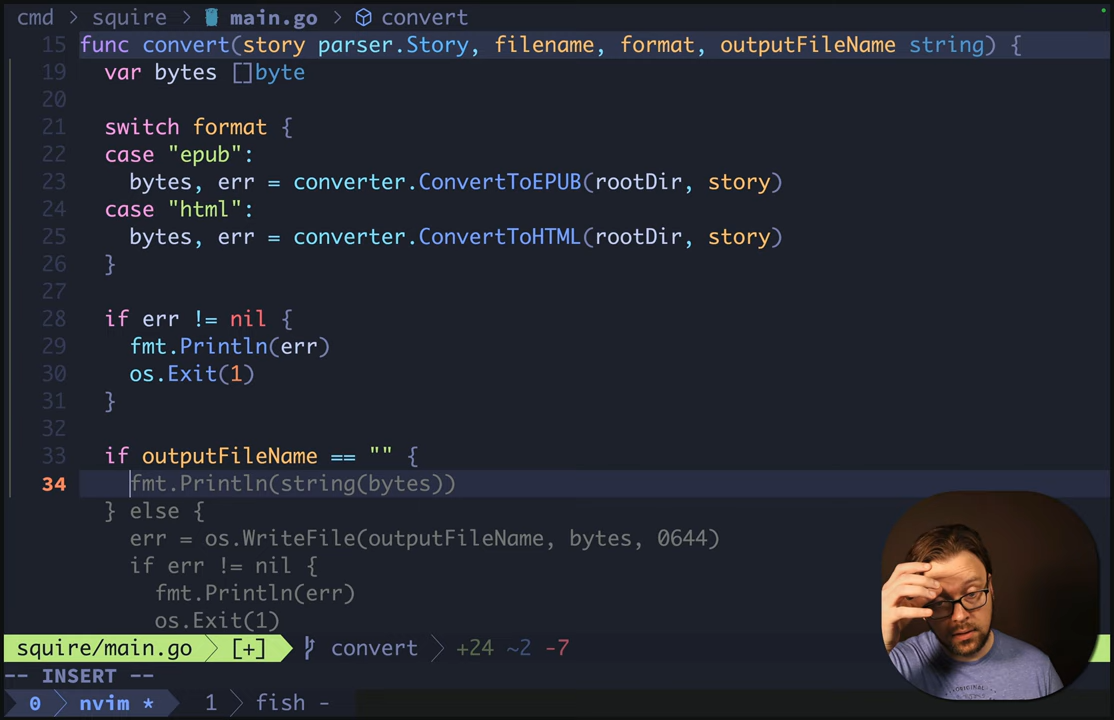 cmd > squire > main.go > convert
15 func convert(story parser.Story, filename, format, outputFileName string) {
19 var bytes []byte
20
21 switch format {
22 case "epub":
23 bytes, err = converter.ConvertToEPUB(rootDir, story)
24 case "html":
25 bytes, err = converter.ConvertToHTML(rootDir, story)
26 }
27
28 if err != nil {
29 fmt.Println(err)
30 os.Exit(1)
31 }
32
33 if outputFileName == "" {
34 fmt.Println(string(bytes))
} else {
err = os.WriteFile(outputFileName, bytes, 0644)
if err != nil {
fmt.Println(err)
os.Exit(1)
squire/main.go [+] convert +24 ~2 -7
-- INSERT --
0 nvim * 1 fish -